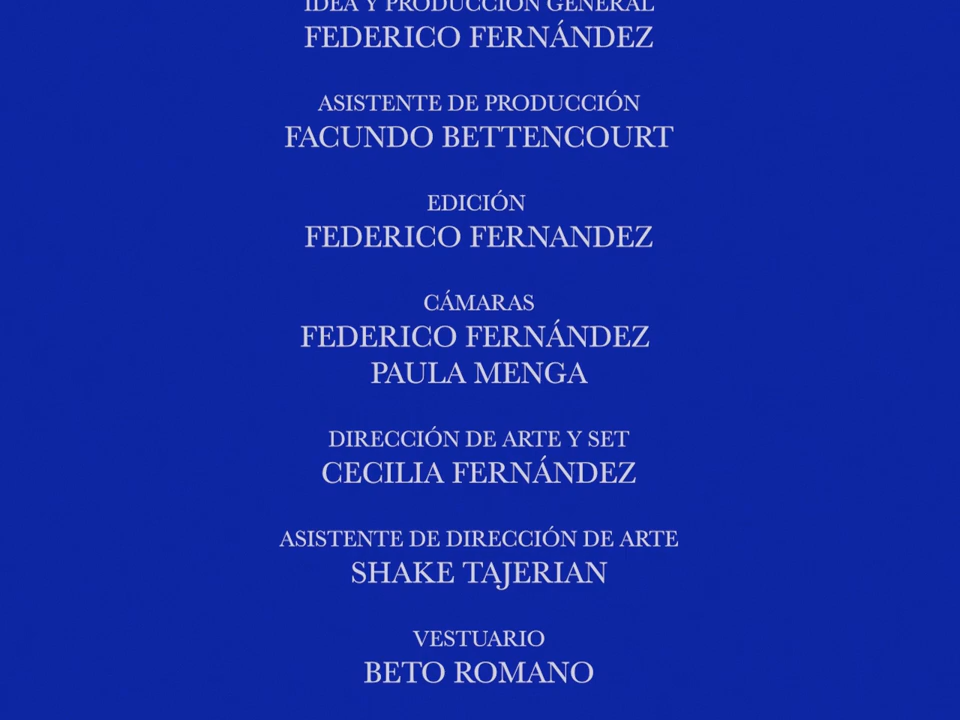 IDEA Y PRODUCCIÓN GENERAL
FEDERICO FERNÁNDEZ
ASISTENTE DE PRODUCCIÓN
FACUNDO BETTENCOURT
EDICIÓN
FEDERICO FERNANDEZ
CÁMARAS
FEDERICO FERNÁNDEZ
PAULA MENGA
DIRECCIÓN DE ARTE Y SET
CECILIA FERNÁNDEZ
ASISTENTE DE DIRECCIÓN DE ARTE
SHAKE TAJERIAN
VESTUARIO
BETO ROMANO